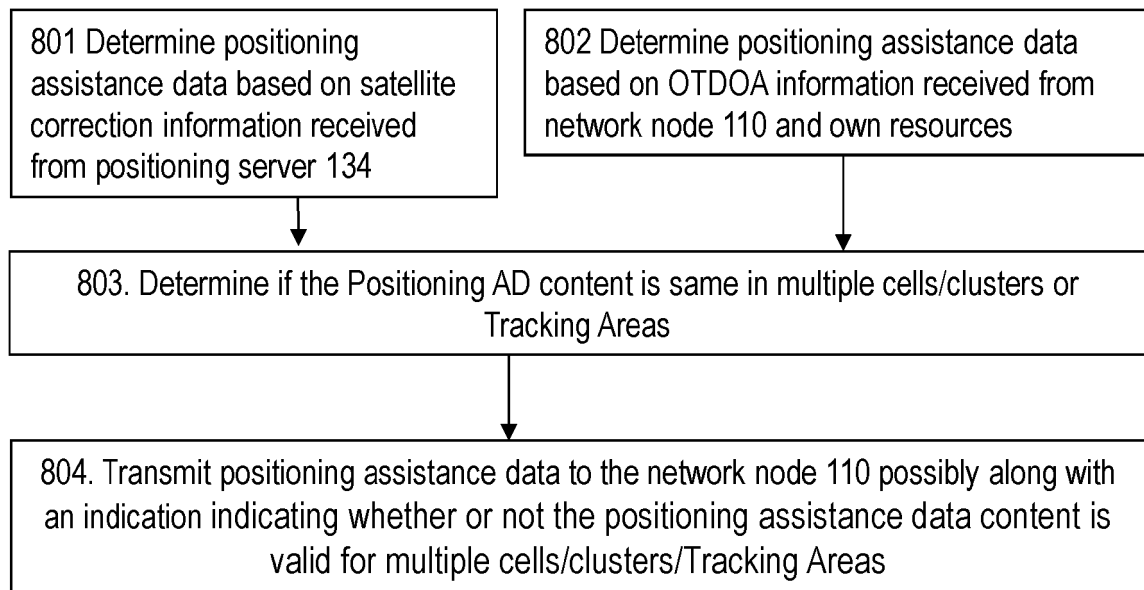 801 Determine positioning
assistance data based on satellite
correction information received
from positioning server 134
802 Determine positioning assistance data
based on OTDOA information received from
network node 110 and own resources
803. Determine if the Positioning AD content is same in multiple cells/clusters or
Tracking Areas
804. Transmit positioning assistance data to the network node 110 possibly along with
an indication indicating whether or not the positioning assistance data content is
valid for multiple cells/clusters/Tracking Areas